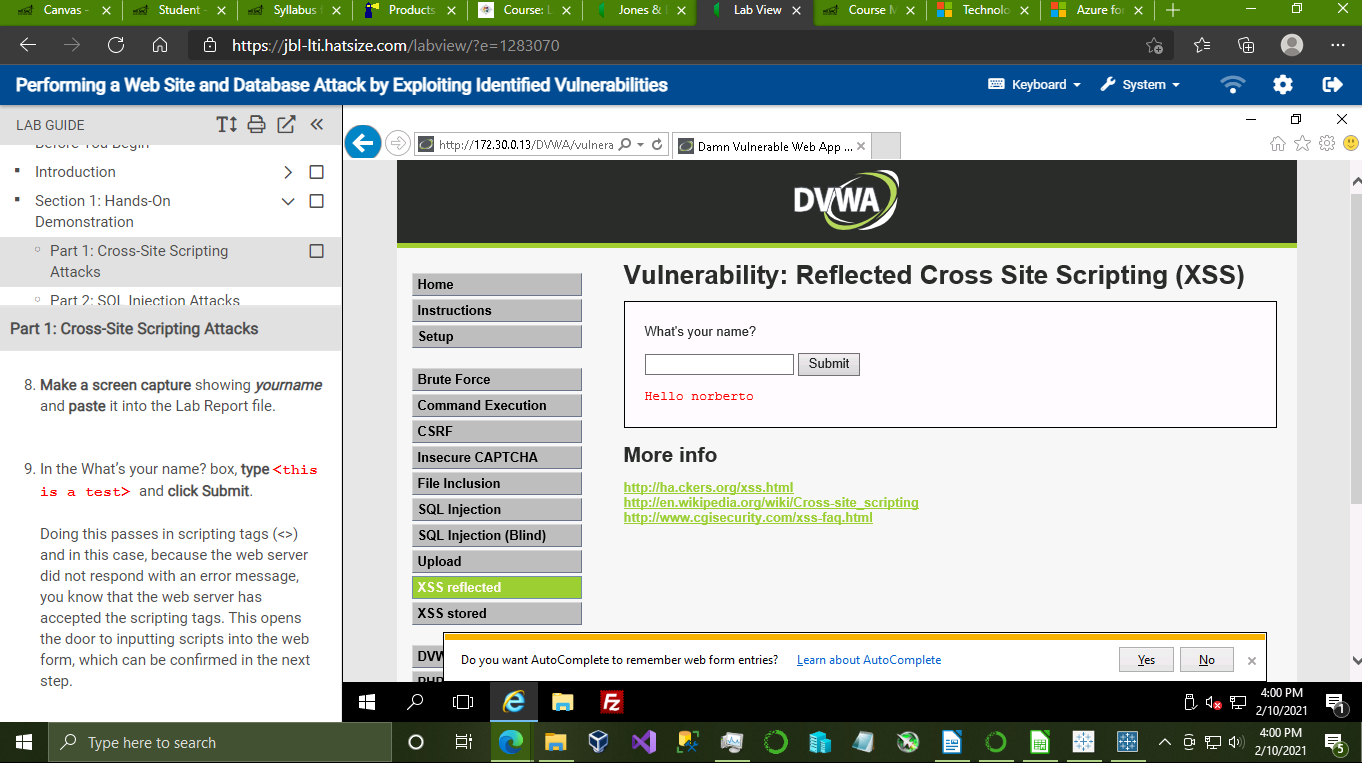 Canvas -
Student -
Syllabus f
Products
Course: L
Jones & B
Lab View
Course M
Technolo
Azure for
https://jbl-lti.hatsize.com/labview/?e=1283070
Performing a Web Site and Database Attack by Exploiting Identified Vulnerabilities
Keyboard
System
LAB GUIDE
Before You Begin
Introduction
Section 1: Hands-On
Demonstration
Part 1: Cross-Site Scripting
Attacks
Part 2: SQL Injection Attacks
Part 1: Cross-Site Scripting Attacks
8. Make a screen capture showing yourname
and paste it into the Lab Report file.
9. In the What's your name? box, type <this
is a test> and click Submit.
Doing this passes in scripting tags (<>)
and in this case, because the web server
did not respond with an error message,
you know that the web server has
accepted the scripting tags. This opens
the door to inputting scripts into the web
form, which can be confirmed in the next
step.
http://172.30.0.13/DVWA/vulnera
Damn Vulnerable Web App ...
DVWA
Home
Instructions
Setup
Brute Force
Command Execution
CSRF
Insecure CAPTCHA
File Inclusion
SQL Injection
SQL Injection (Blind)
Upload
XSS reflected
XSS stored
DVW
PHP
Vulnerability: Reflected Cross Site Scripting (XSS)
What's your name?
Submit
Hello norberto
More info
http://ha.ckers.org/xss.html
http://en.wikipedia.org/wiki/Cross-site_scripting
http://www.cgisecurity.com/xss-faq.html
Do you want AutoComplete to remember web form entries?
Learn about AutoComplete
Yes
No
4:00 PM
2/10/2021
1
Type here to search
4:00 PM
2/10/2021
5